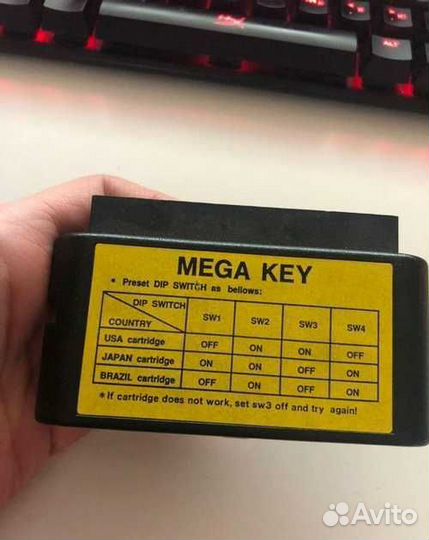 MEGA KEY
* Preset DIP SWITCH as bellows:
DIP SWITCH COUNTRY SW1 SW2 SW3 SW4
USA cartridge OFF ON ON OFF
JAPAN cartridge ON ON OFF ON
BRAZIL cartridge OFF ON OFF ON
* If cartridge does not work, set sw3 off and try again!
ALT
Avito